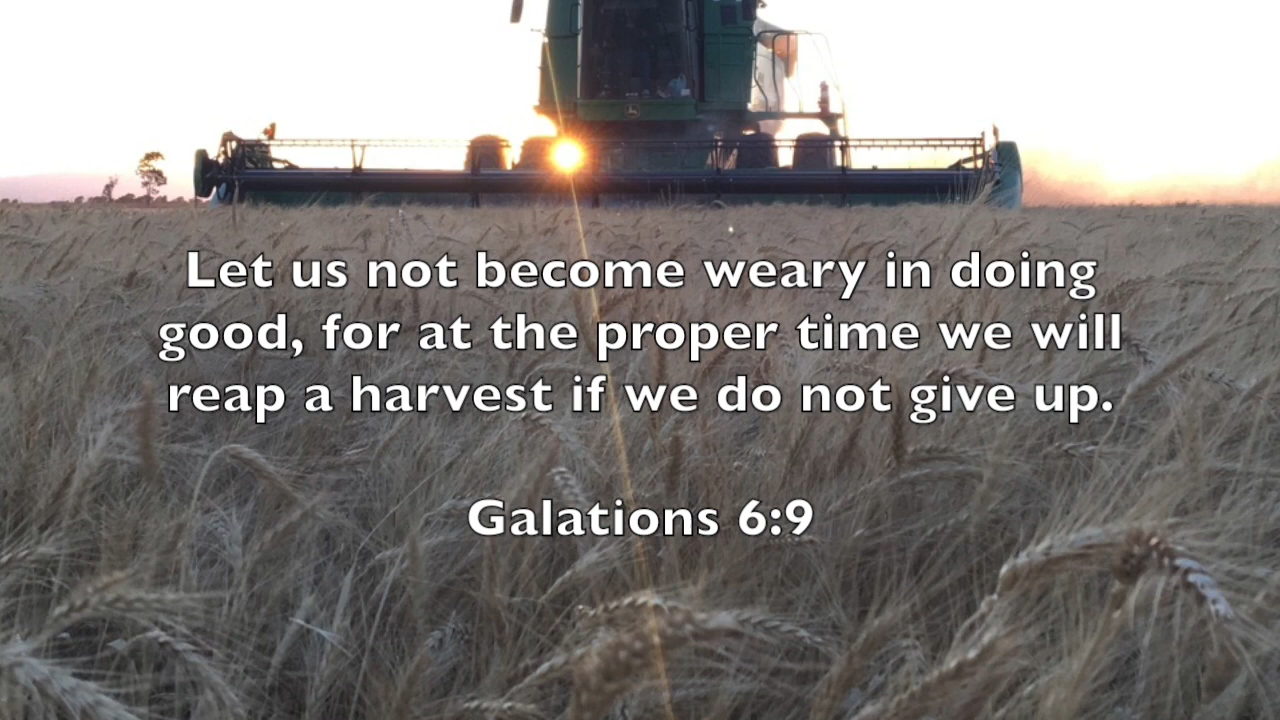 Let us not become weary in doing
good, for at the proper time we will
reap a harvest if we do not give up.
Galations 6:9